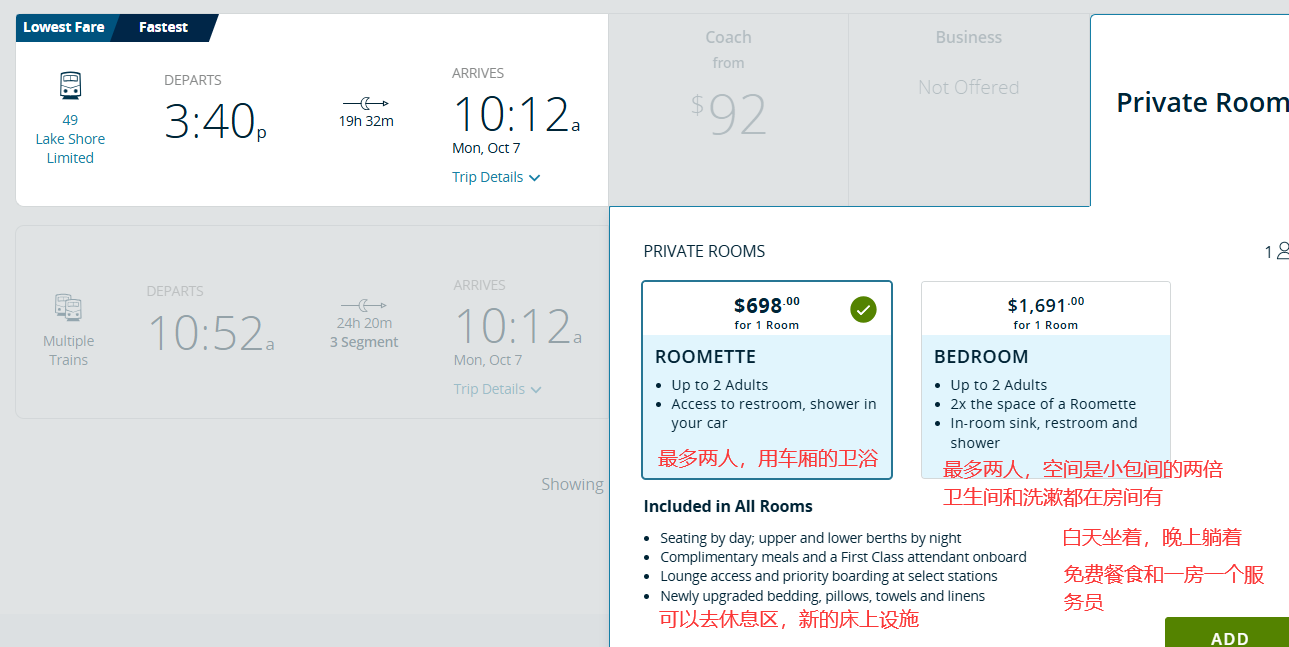 Lowest Fare
Fastest
49
Lake Shore
Limited
DEPARTS
3:40p
19h 32m
ARRIVES
10:12a
Mon, Oct 7
Trip Details
Coach
from
$92
Business
Not Offered
Private Room
Multiple
Trains
DEPARTS
10:52a
24h 20m
3 Segment
ARRIVES
10:12a
Mon, Oct 7
Trip Details
Showing
PRIVATE ROOMS
1
$698.00
for 1 Room
ROOMETTE
• Up to 2 Adults
• Access to restroom, shower in
your car
最多两人，用车厢的卫浴
$1,691.00
for 1 Room
BEDROOM
• Up to 2 Adults
• 2x the space of a Roomette
• In-room sink, restroom and
shower
最多两人，空间是小包间的两倍
卫生间和洗漱都在房间有
Included in All Rooms
• Seating by day; upper and lower berths by night
• Complimentary meals and a First Class attendant onboard
• Lounge access and priority boarding at select stations
• Newly upgraded bedding, pillows, towels and linens
白天坐着，晚上躺着
免费餐食和一房一个服
务员
可以去休息区，新的床上设施
ADD